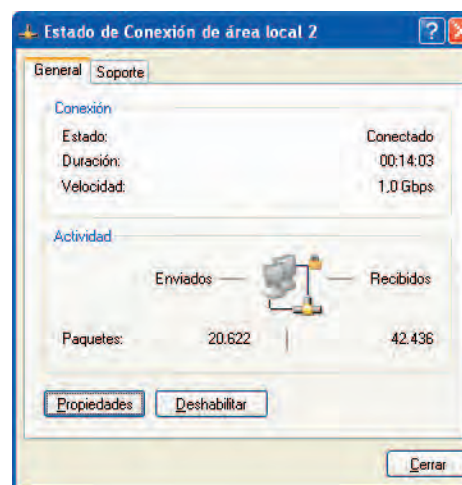 Estado de Conexión de área local 2
General Soporte
Conexión
Estado: Conectado
Duración: 00:14:03
Velocidad: 1.0 Gbps
Actividad
Enviados Recibidos
Paquetes: 20.622 42.436
Propiedades Deshabilitar
Cerrar